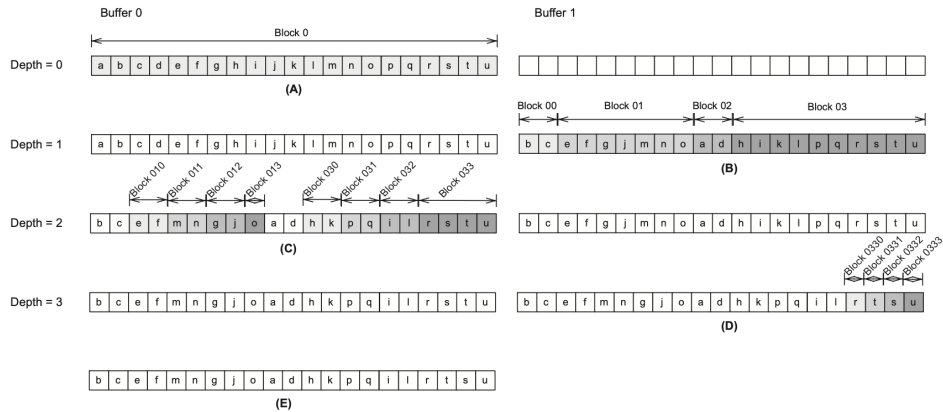 Buffer 0
Buffer 1
Block 0
Depth = 0
a b c d e f g h i j k l m n o p q r s t u
(A)
Block 00 Block 01 Block 02 Block 03
Depth = 1
a b c d e f g h i j k l m n o p q r s t u
b c e f g j m n o a d h i k l p q r s t u
(B)
Block 010 Block 011 Block 012 Block 013 Block 030 Block 031 Block 032 Block 033
Depth = 2
b c e f m n g j o a d h k p q i l r s t u
(C)
b c e f g j m n o a d h i k l p q r s t u
Block 0330 Block 0331 Block 0332 Block 0333
Depth = 3
b c e f m n g j o a d h k p q i l r s t u
b c e f m n g j o a d h k p q i l r t s u
(D)
b c e f m n g j o a d h k p q i l r t s u
(E)